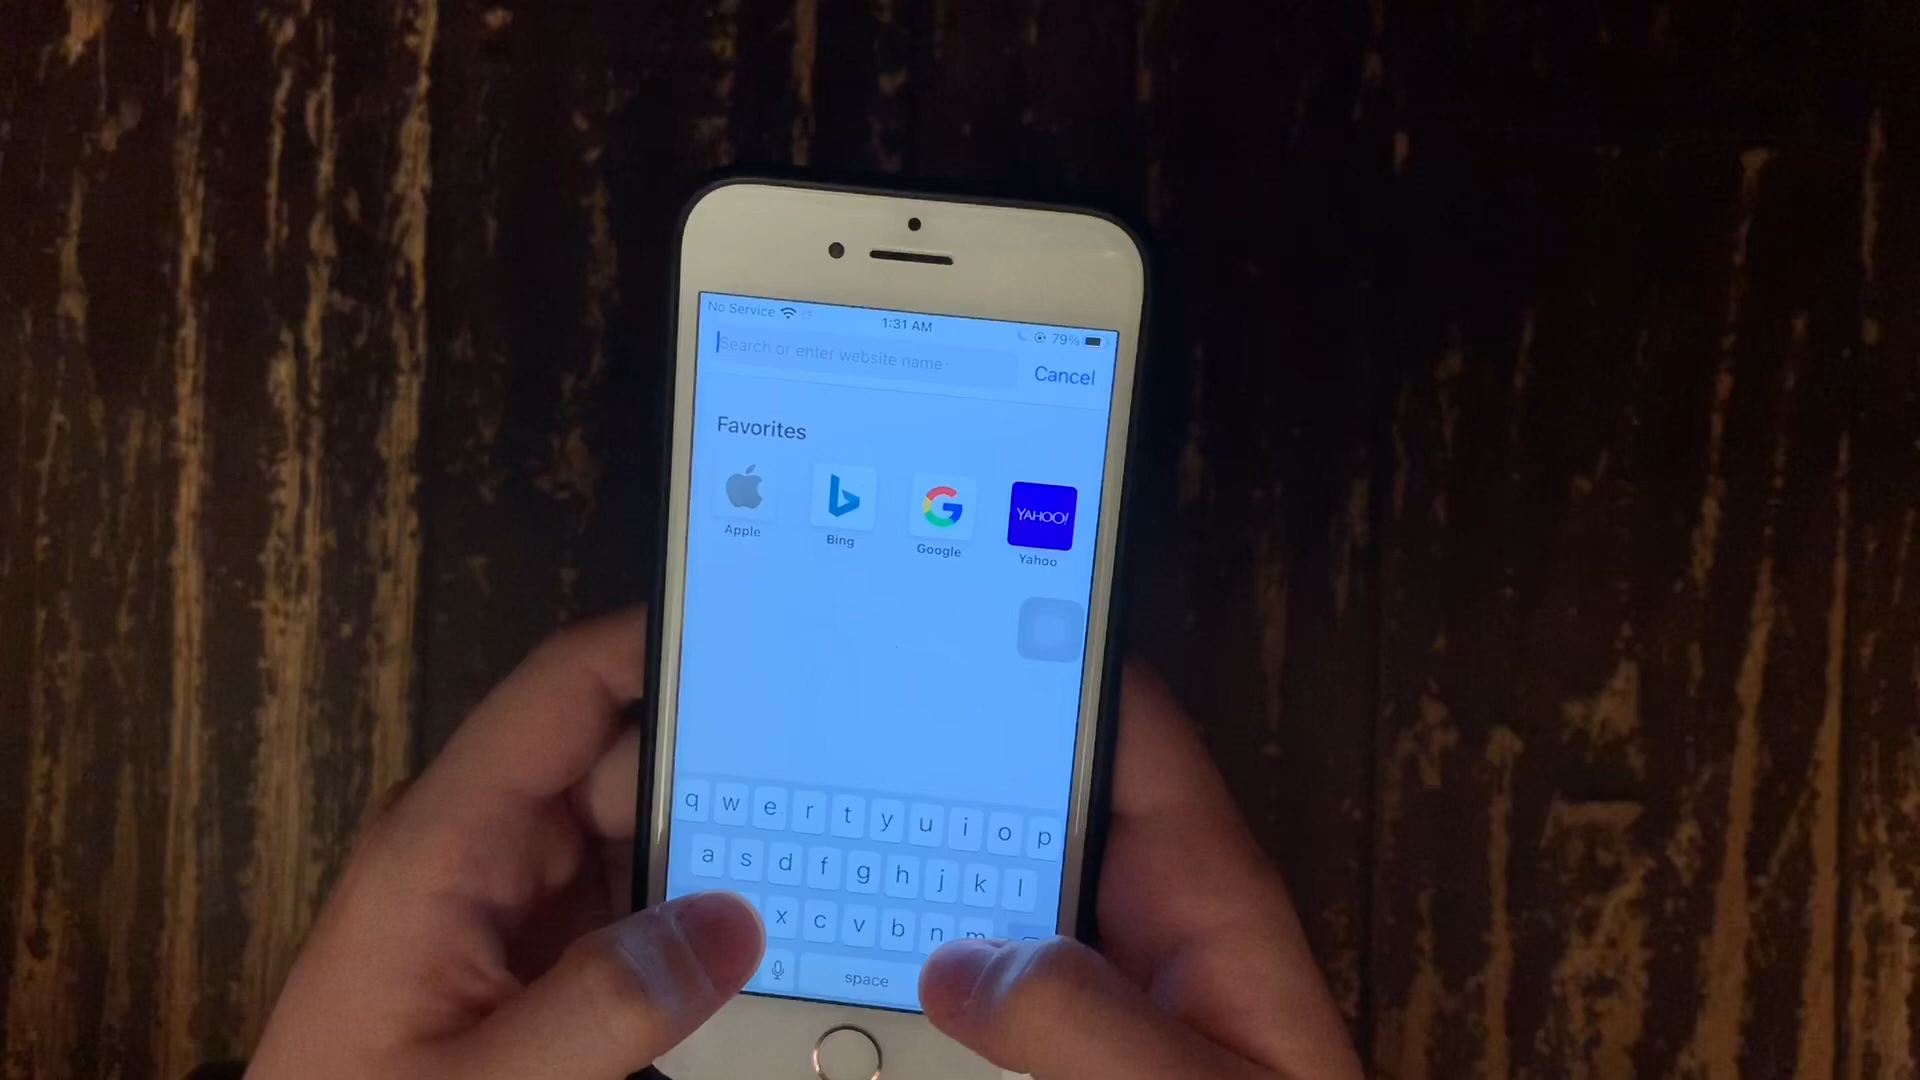 No Service 1:31 AM 79%
Search or enter website name
Cancel
Favorites
YAHOO!
Apple Bing Google Yahoo
q w e r t y u i o p
a s d f g h j k l
x c v b n m
space